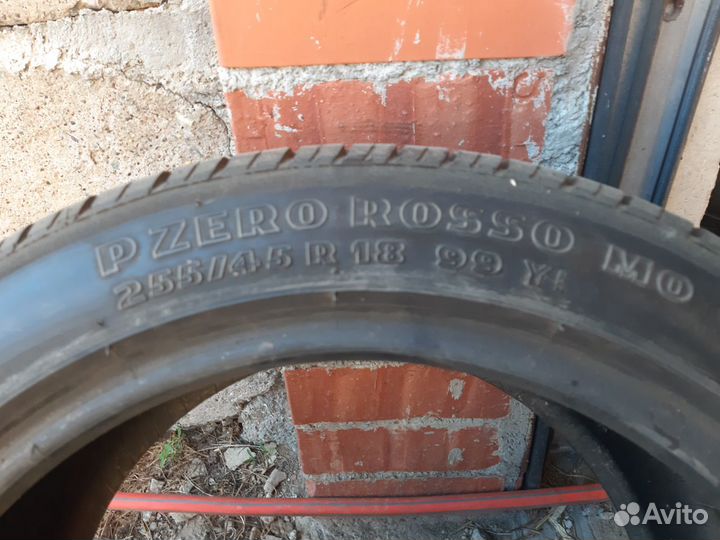 P ZERO ROSSO MO
255/45 R 18 99 Y
Avito